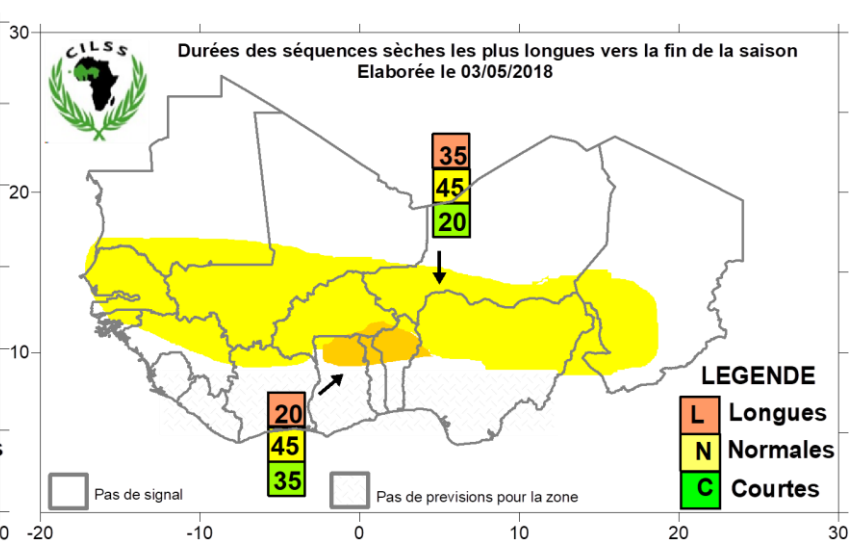 30
CILSS
Durées des séquences sèches les plus longues vers la fin de la saison
Elaborée le 03/05/2018
35
45
20
20
10
LEGENDE
L Longues
N Normales
C Courtes
20
45
35
Pas de signal
Pas de previsions pour la zone
0 -20 -10 0 10 20 30